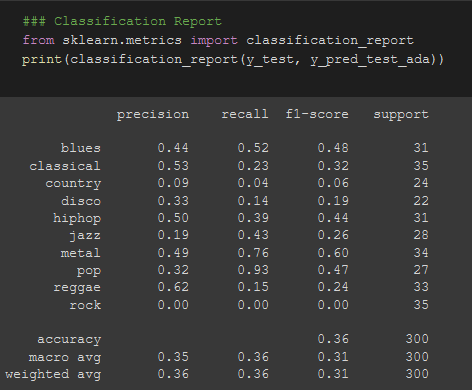 ### Classification Report
from sklearn.metrics import classification_report
print(classification_report(y_test, y_pred_test_ada))
precision recall f1-score support
blues 0.44 0.52 0.48 31
classical 0.53 0.23 0.32 35
country 0.09 0.04 0.06 24
disco 0.33 0.14 0.19 22
hiphop 0.50 0.39 0.44 31
jazz 0.19 0.43 0.26 28
metal 0.49 0.76 0.60 34
pop 0.32 0.93 0.47 27
reggae 0.62 0.15 0.24 33
rock 0.00 0.00 0.00 35
accuracy 0.36 300
macro avg 0.35 0.36 0.31 300
weighted avg 0.36 0.36 0.31 300